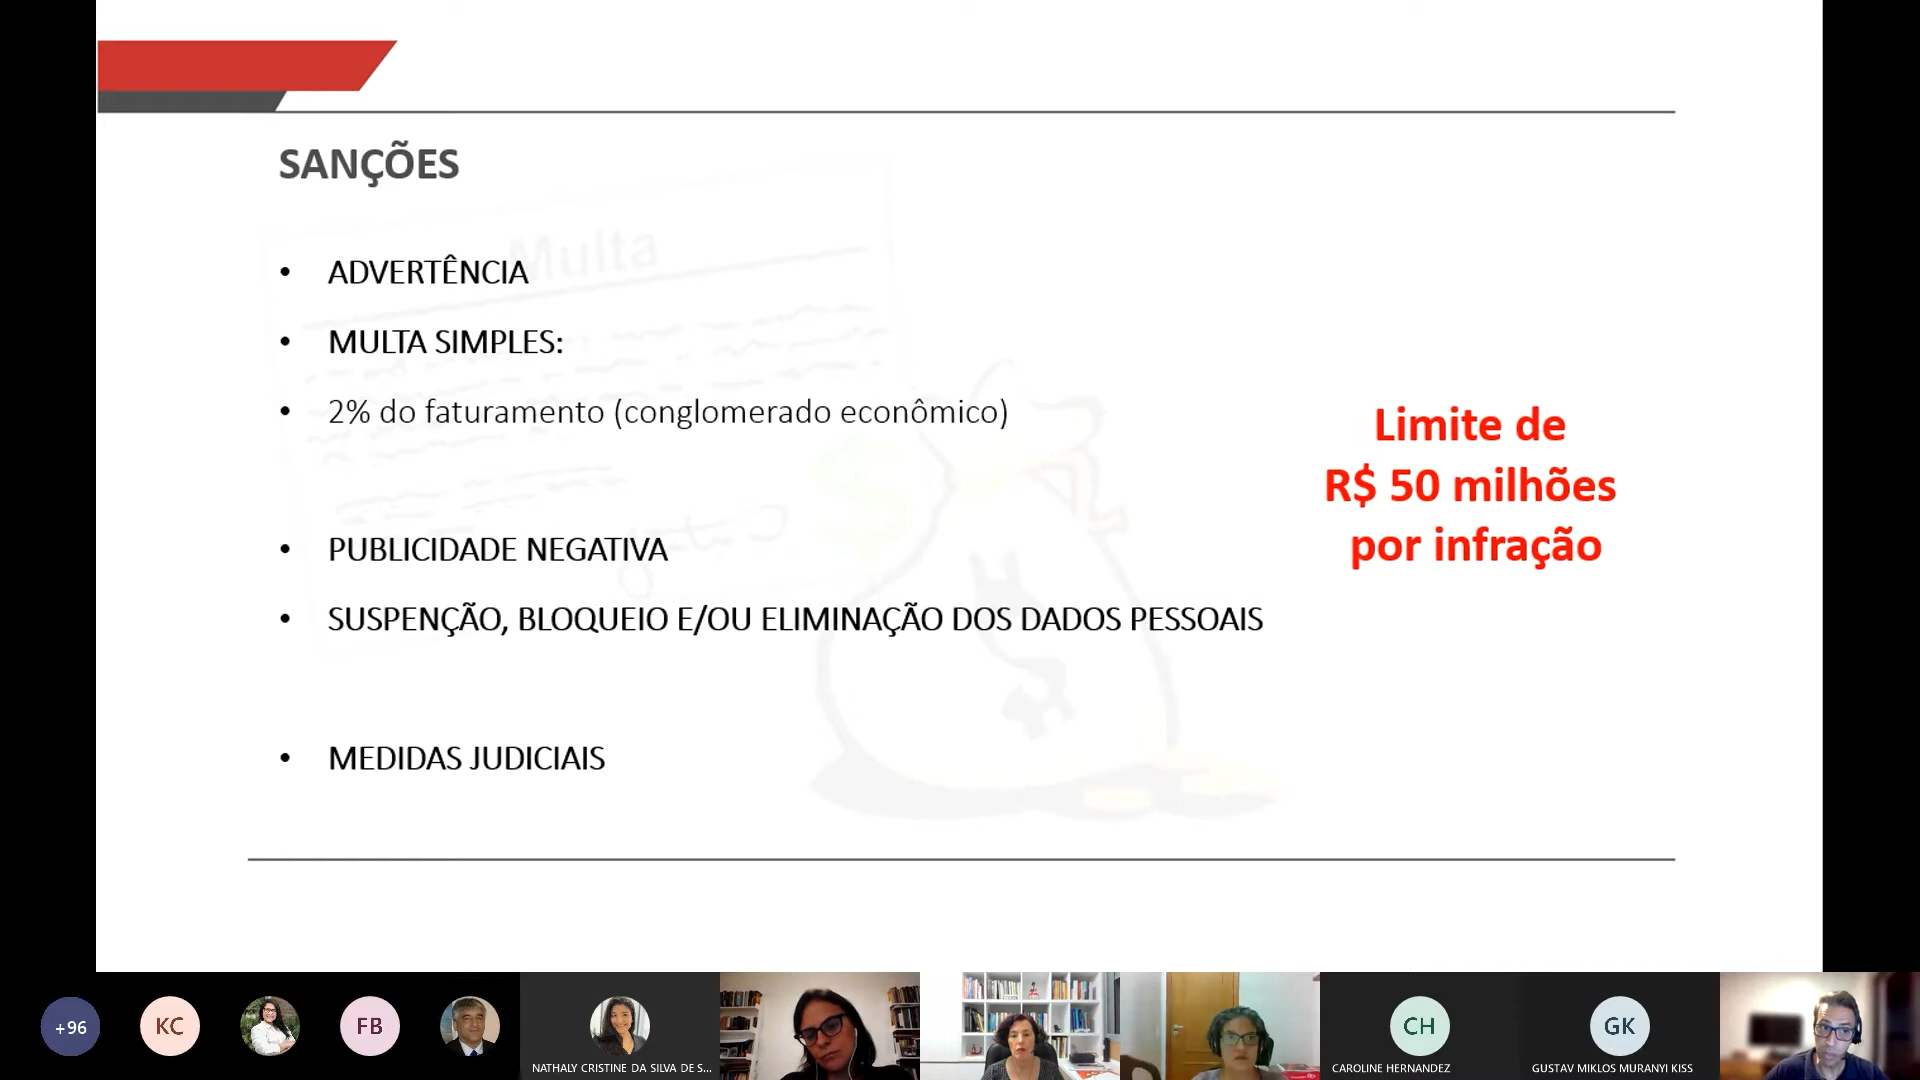 SANÇÕES
Multa
• ADVERTÊNCIA
• MULTA SIMPLES:
• 2% do faturamento (conglomerado econômico)
Limite de
R$ 50 milhões
por infração
• PUBLICIDADE NEGATIVA
• SUSPENÇÃO, BLOQUEIO E/OU ELIMINAÇÃO DOS DADOS PESSOAIS
• MEDIDAS JUDICIAIS
+96
KC
FB
CH
GK
NATHALY CRISTINE DA SILVA DE S...
CAROLINE HERNANDEZ
GUSTAV MIKLOS MURANYI KISS